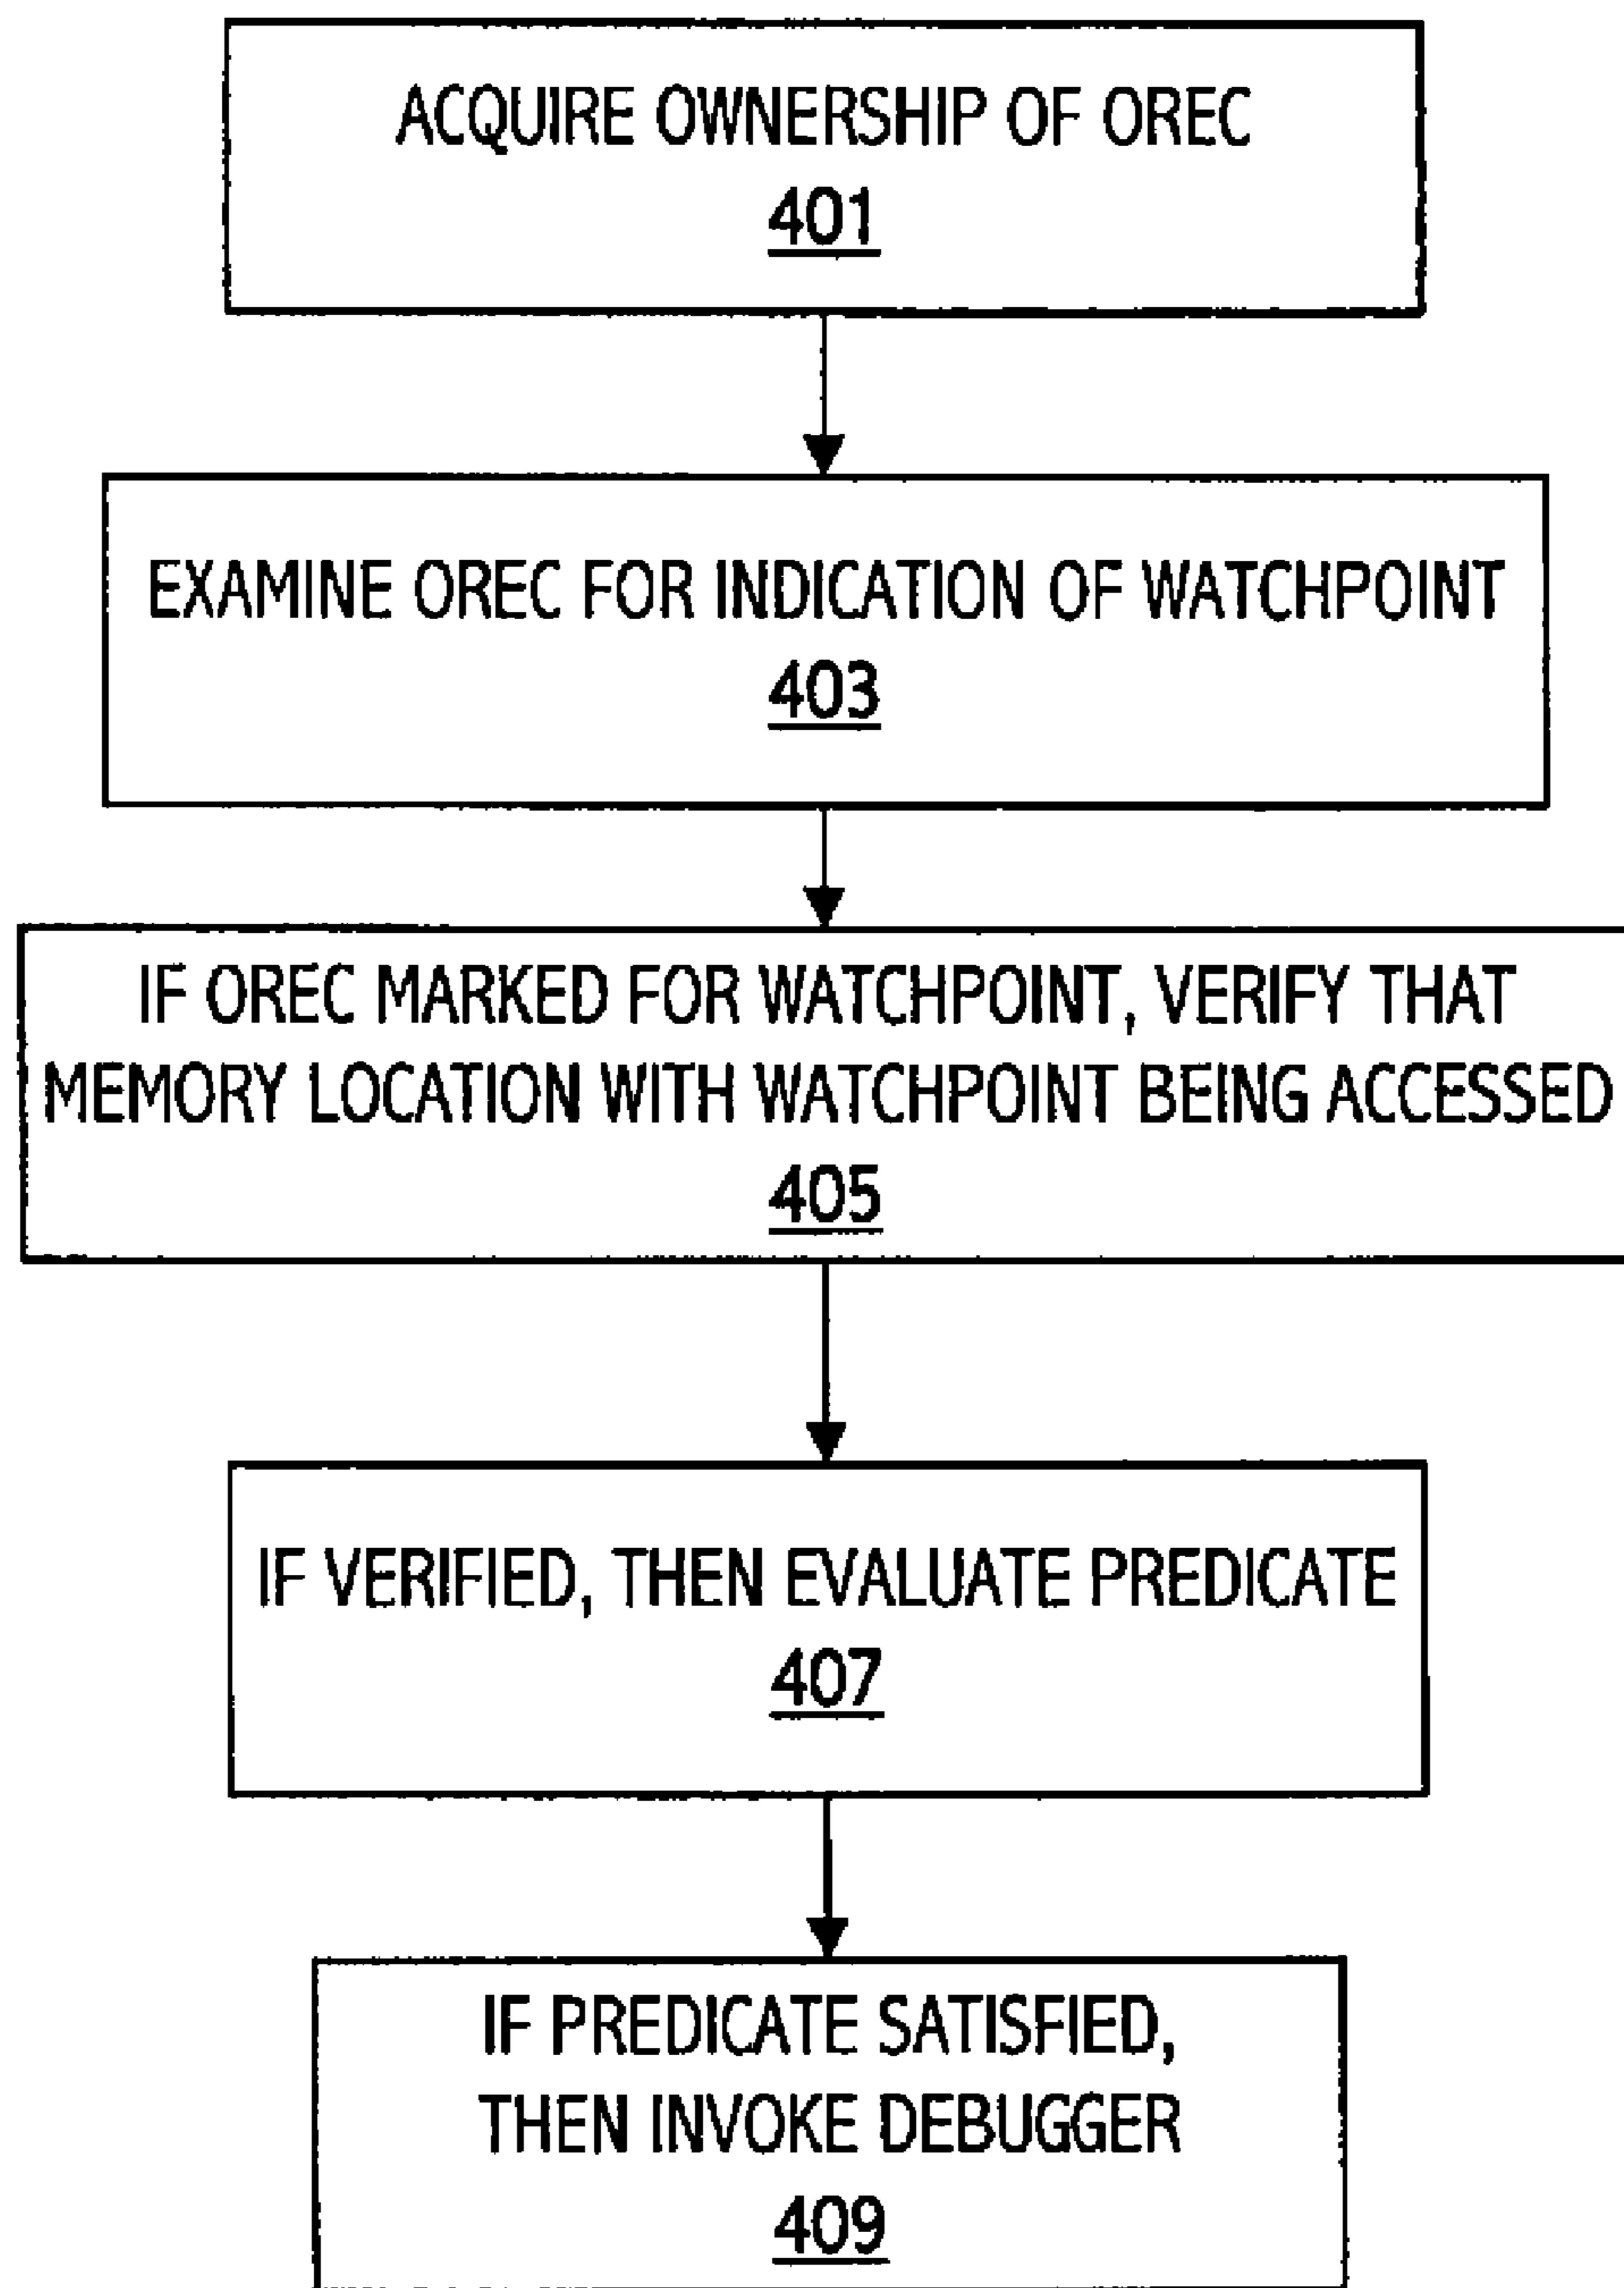 ACQUIRE OWNERSHIP OF OREC
401
EXAMINE OREC FOR INDICATION OF WATCHPOINT
403
IF OREC MARKED FOR WATCHPOINT, VERIFY THAT
MEMORY LOCATION WITH WATCHPOINT BEING ACCESSED
405
IF VERIFIED, THEN EVALUATE PREDICATE
407
IF PREDICATE SATISFIED,
THEN INVOKE DEBUGGER
409